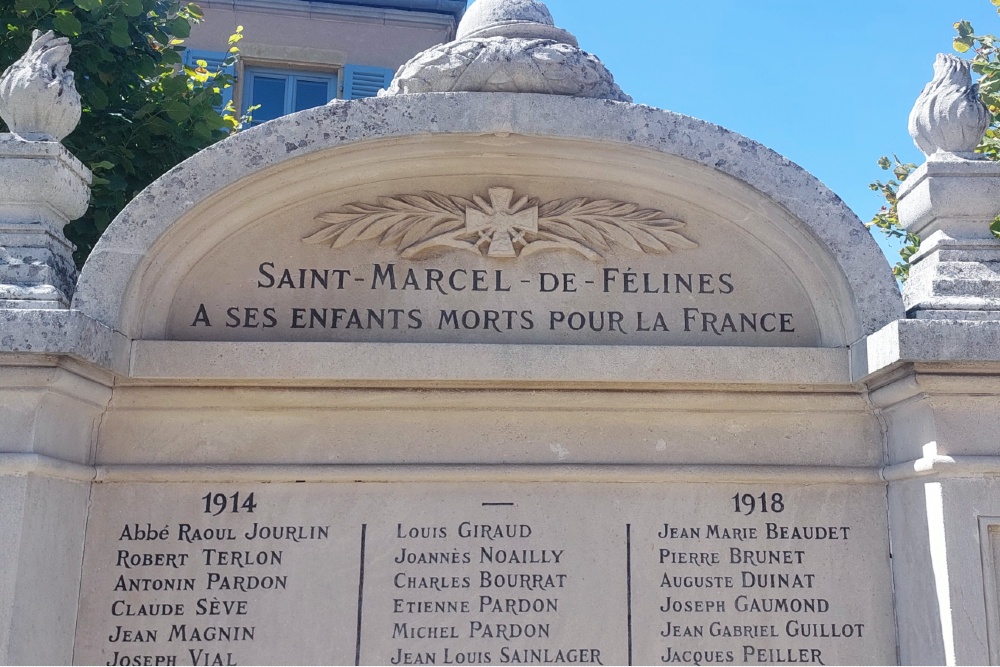 SAINT-MARCEL-DE-FÉLINES
A SES ENFANTS MORTS POUR LA FRANCE
1914 — 1918
Abbé RAOUL JOURLIN
ROBERT TERLON
ANTONIN PARDON
CLAUDE SÈVE
JEAN MAGNIN
JOSEPH VIAL
LOUIS GIRAUD
JOANNÈS NOAILLY
CHARLES BOURRAT
ETIENNE PARDON
MICHEL PARDON
JEAN LOUIS SAINLAGER
JEAN MARIE BEAUDET
PIERRE BRUNET
AUGUSTE DUINAT
JOSEPH GAUMOND
JEAN GABRIEL GUILLOT
JACQUES PEILLER